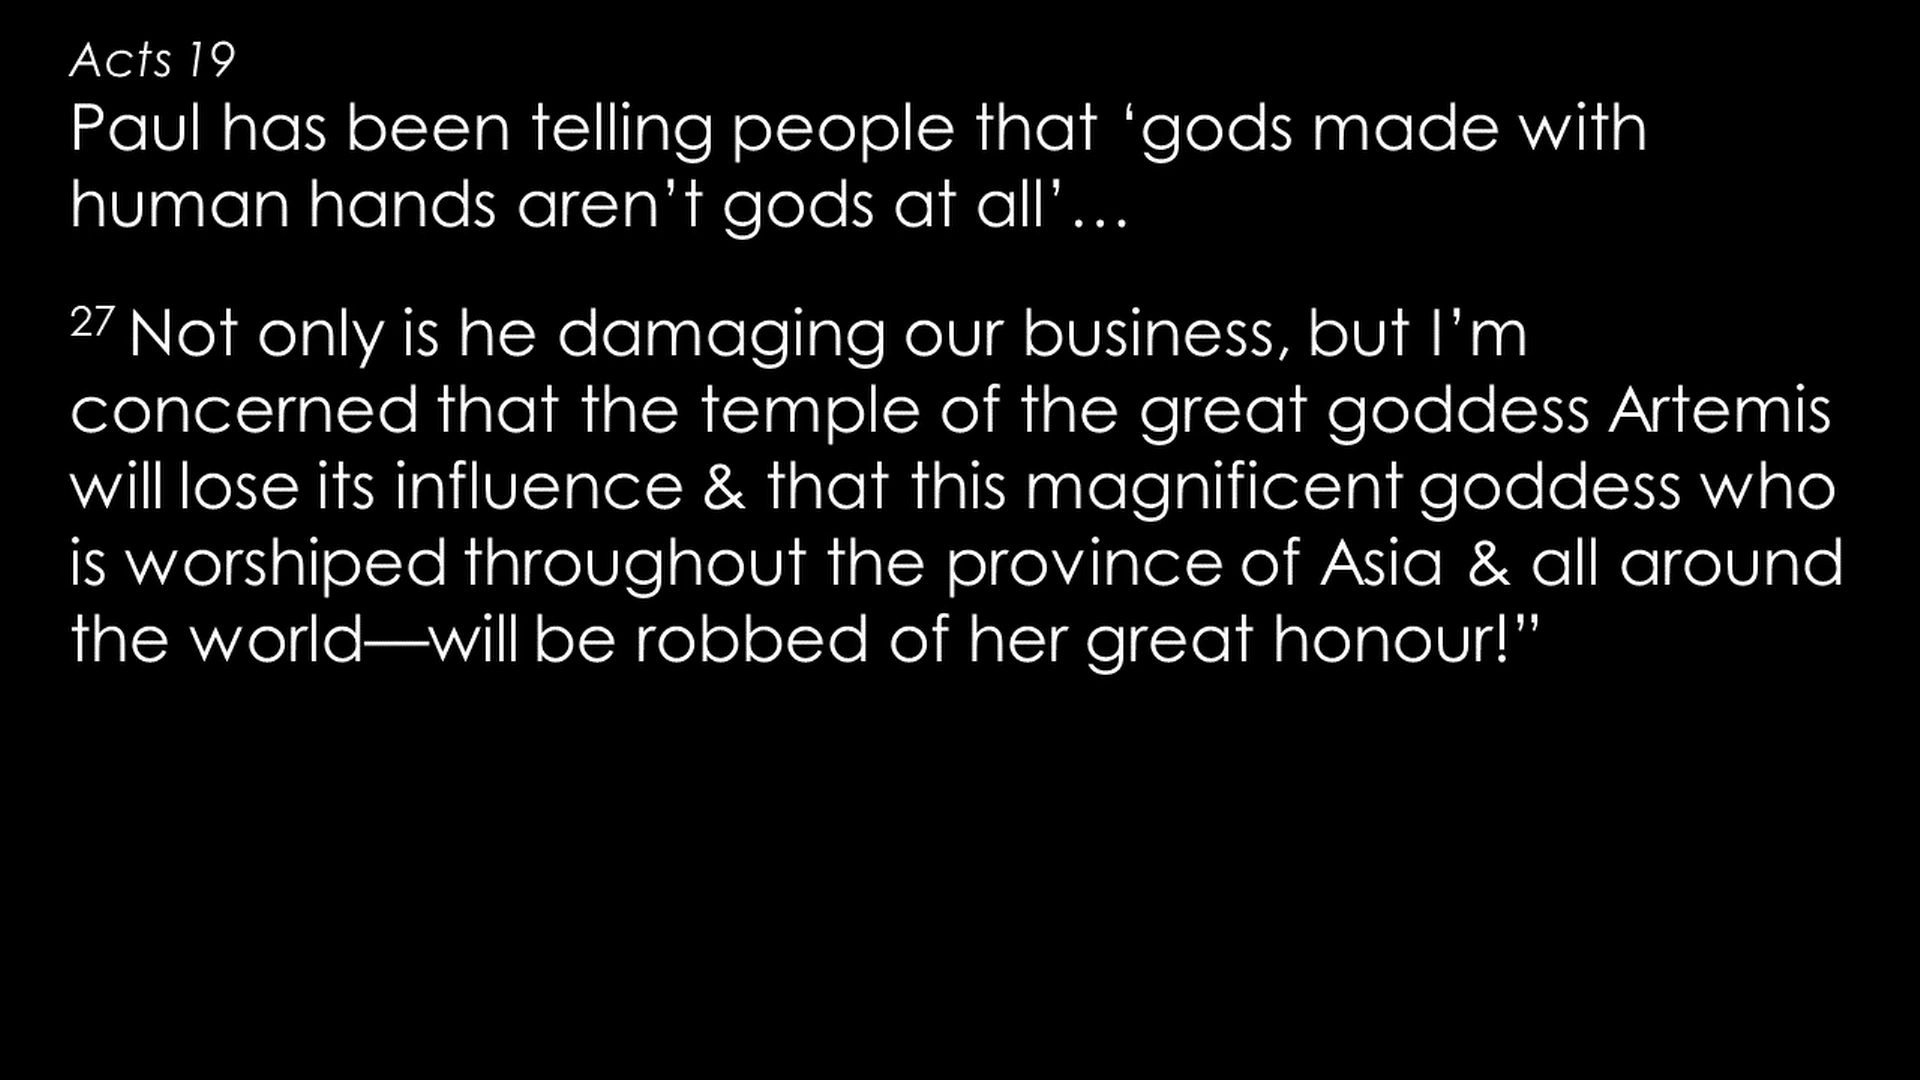 Acts 19
Paul has been telling people that ‘gods made with
human hands aren’t gods at all’…
27 Not only is he damaging our business, but I’m
concerned that the temple of the great goddess Artemis
will lose its influence & that this magnificent goddess who
is worshiped throughout the province of Asia & all around
the world—will be robbed of her great honour!”